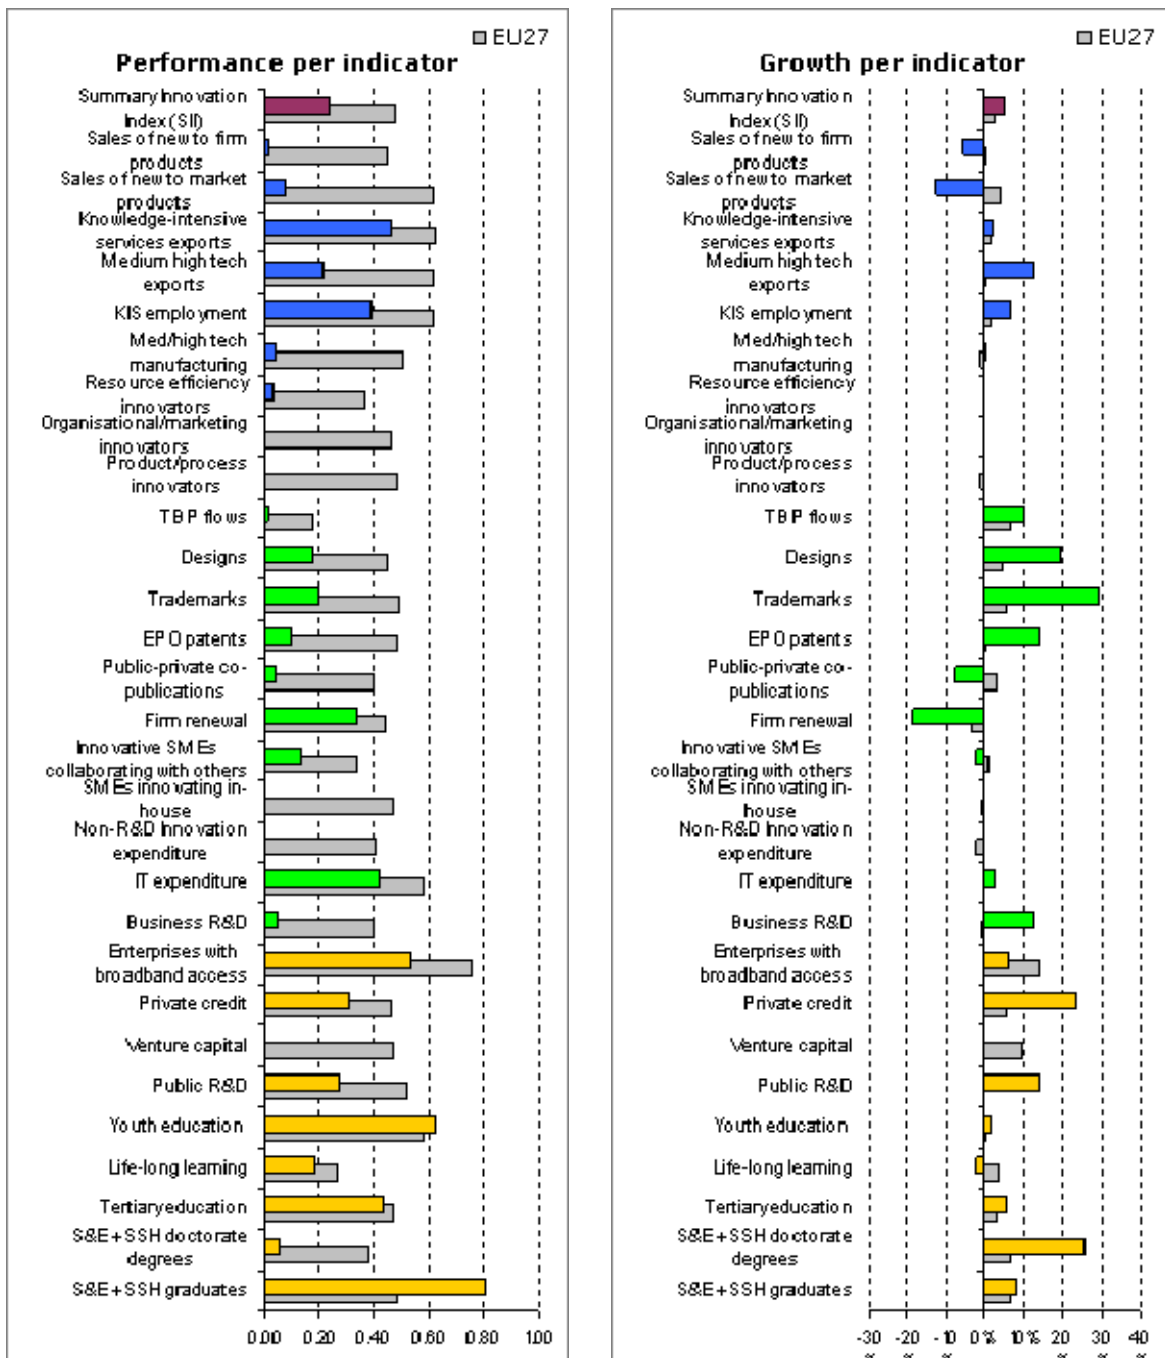 EU27
Performance per indicator
Summary Innovation
Index (SII)
Sales of new to firm
products
Sales of new to market
products
Knowledge-intensive
services exports
Medium high tech
exports
KIS employment
Med/high tech
manufacturing
Resource efficiency
innovators
Organisational/marketing
innovators
Product/process
innovators
TBP flows
Designs
Trademarks
EPO patents
Public-private co-
publications
Firm renewal
Innovative SMEs
collaborating with others
SMEs innovating in-
house
Non-R&D Innovation
expenditure
IT expenditure
Business R&D
Enterprises with
broadband access
Private credit
Venture capital
Public R&D
Youth education
Life-long learning
Tertiary education
S&E+SSH doctorate
degrees
S&E+SSH graduates
0.00 0.20 0.40 0.60 0.80 1.00
EU27
Growth per indicator
Summary Innovation
Index (SII)
Sales of new to firm
products
Sales of new to market
products
Knowledge-intensive
services exports
Medium high tech
exports
KIS employment
Med/high tech
manufacturing
Resource efficiency
innovators
Organisational/marketing
innovators
Product/process
innovators
TBP flows
Designs
Trademarks
EPO patents
Public-private co-
publications
Firm renewal
Innovative SMEs
collaborating with others
SMEs innovating in-
house
Non-R&D Innovation
expenditure
IT expenditure
Business R&D
Enterprises with
broadband access
Private credit
Venture capital
Public R&D
Youth education
Life-long learning
Tertiary education
S&E+SSH doctorate
degrees
S&E+SSH graduates
-30 -20 -10 0% 10% 20 30 40
% % % % % %